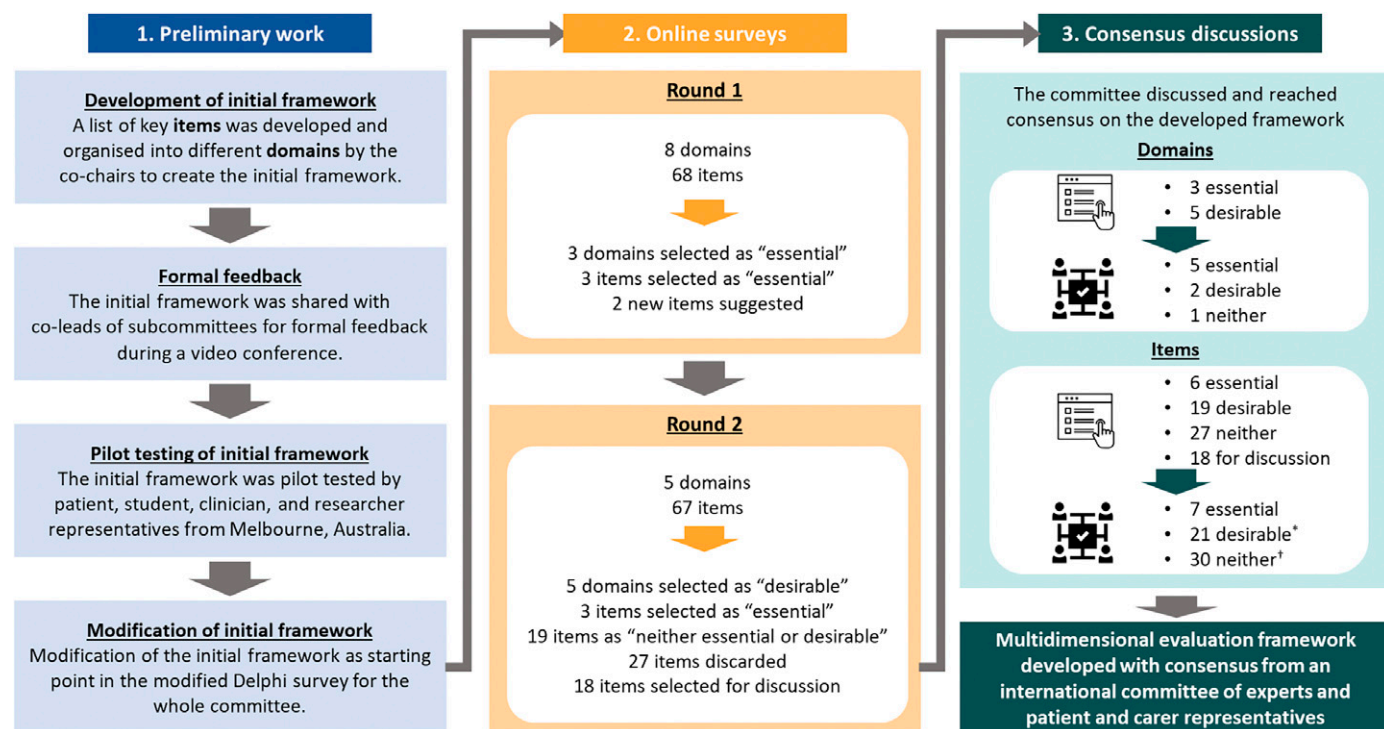 1. Preliminary work
Development of initial framework
A list of key items was developed and
organised into different domains by the
co-chairs to create the initial framework.
Formal feedback
The initial framework was shared with
co-leads of subcommittees for formal feedback
during a video conference.
Pilot testing of initial framework
The initial framework was pilot tested by
patient, student, clinician, and researcher
representatives from Melbourne, Australia.
Modification of initial framework
Modification of the initial framework as starting
point in the modified Delphi survey for the
whole committee.
2. Online surveys
Round 1
8 domains
68 items
3 domains selected as “essential”
3 items selected as “essential”
2 new items suggested
Round 2
5 domains
67 items
5 domains selected as “desirable”
3 items selected as “essential”
19 items as “neither essential or desirable”
27 items discarded
18 items selected for discussion
3. Consensus discussions
The committee discussed and reached
consensus on the developed framework
Domains
• 3 essential
• 5 desirable
• 5 essential
• 2 desirable
• 1 neither
Items
• 6 essential
• 19 desirable
• 27 neither
• 18 for discussion
• 7 essential
• 21 desirable*
• 30 neither†
Multidimensional evaluation framework
developed with consensus from an
international committee of experts and
patient and carer representatives